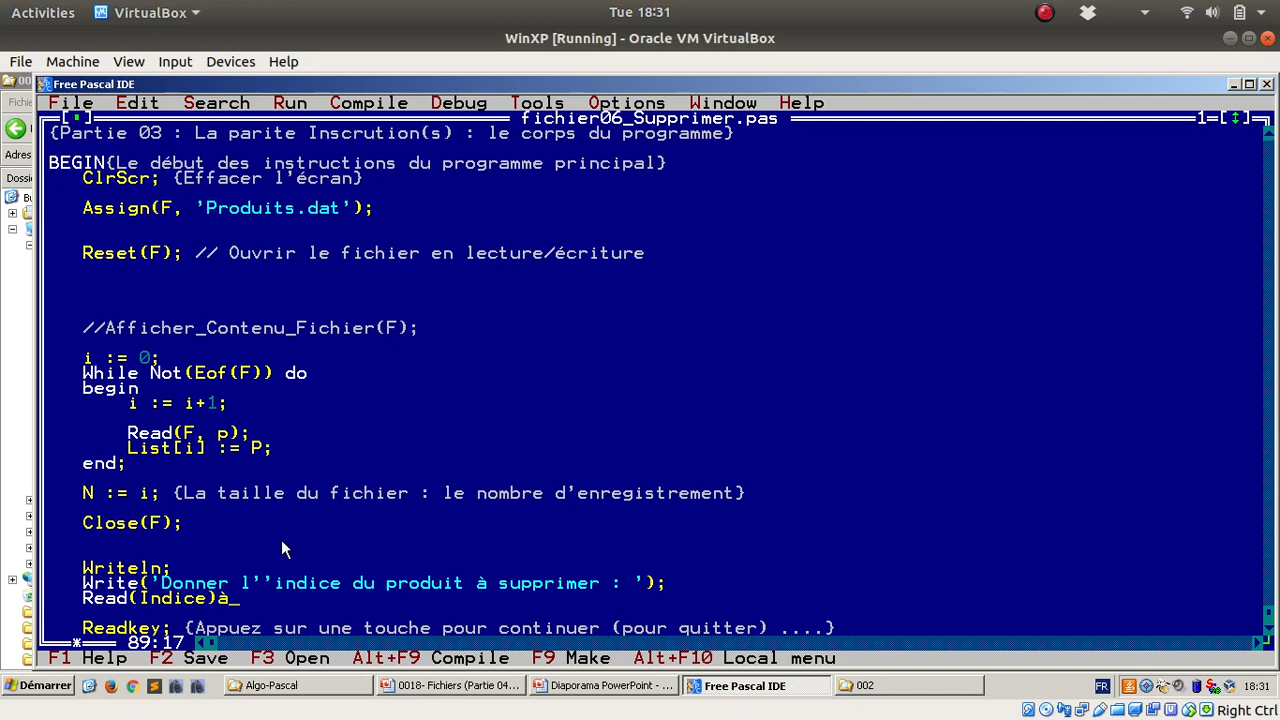 Activities VirtualBox Tue 18:31
WinXP [Running] - Oracle VM VirtualBox
File Machine View Input Devices Help
Free Pascal IDE
File Edit Search Run Compile Debug Tools Options Window Help
fichier06_Supprimer.pas 1
{Partie 03 : La parite Inscrution(s) : le corps du programme}
BEGIN{Le début des instructions du programme principal}
ClrScr; {Effacer l'écran}
Assign(F, 'Produits.dat');
Reset(F); // Ouvrir le fichier en lecture/écriture
//Afficher_Contenu_Fichier(F);
i := 0;
While Not(Eof(F)) do
begin
i := i+1;
Read(F, p);
List[i] := P;
end;
N := i; {La taille du fichier : le nombre d'enregistrement}
Close(F);
Writeln;
Write('Donner l''indice du produit à supprimer : ');
Read(Indice)à_
Readkey; {Appuez sur une touche pour continuer (pour quitter) ....}
* 89:17
F1 Help F2 Save F3 Open Alt+F9 Compile F9 Make Alt+F10 Local menu
Démarrer Algo-Pascal 0018- Fichiers (Partie 04... Diaporama PowerPoint - ... Free Pascal IDE 002 FR 18:31
Right Ctrl
00
Fichie
Adres
Dossi
Bu